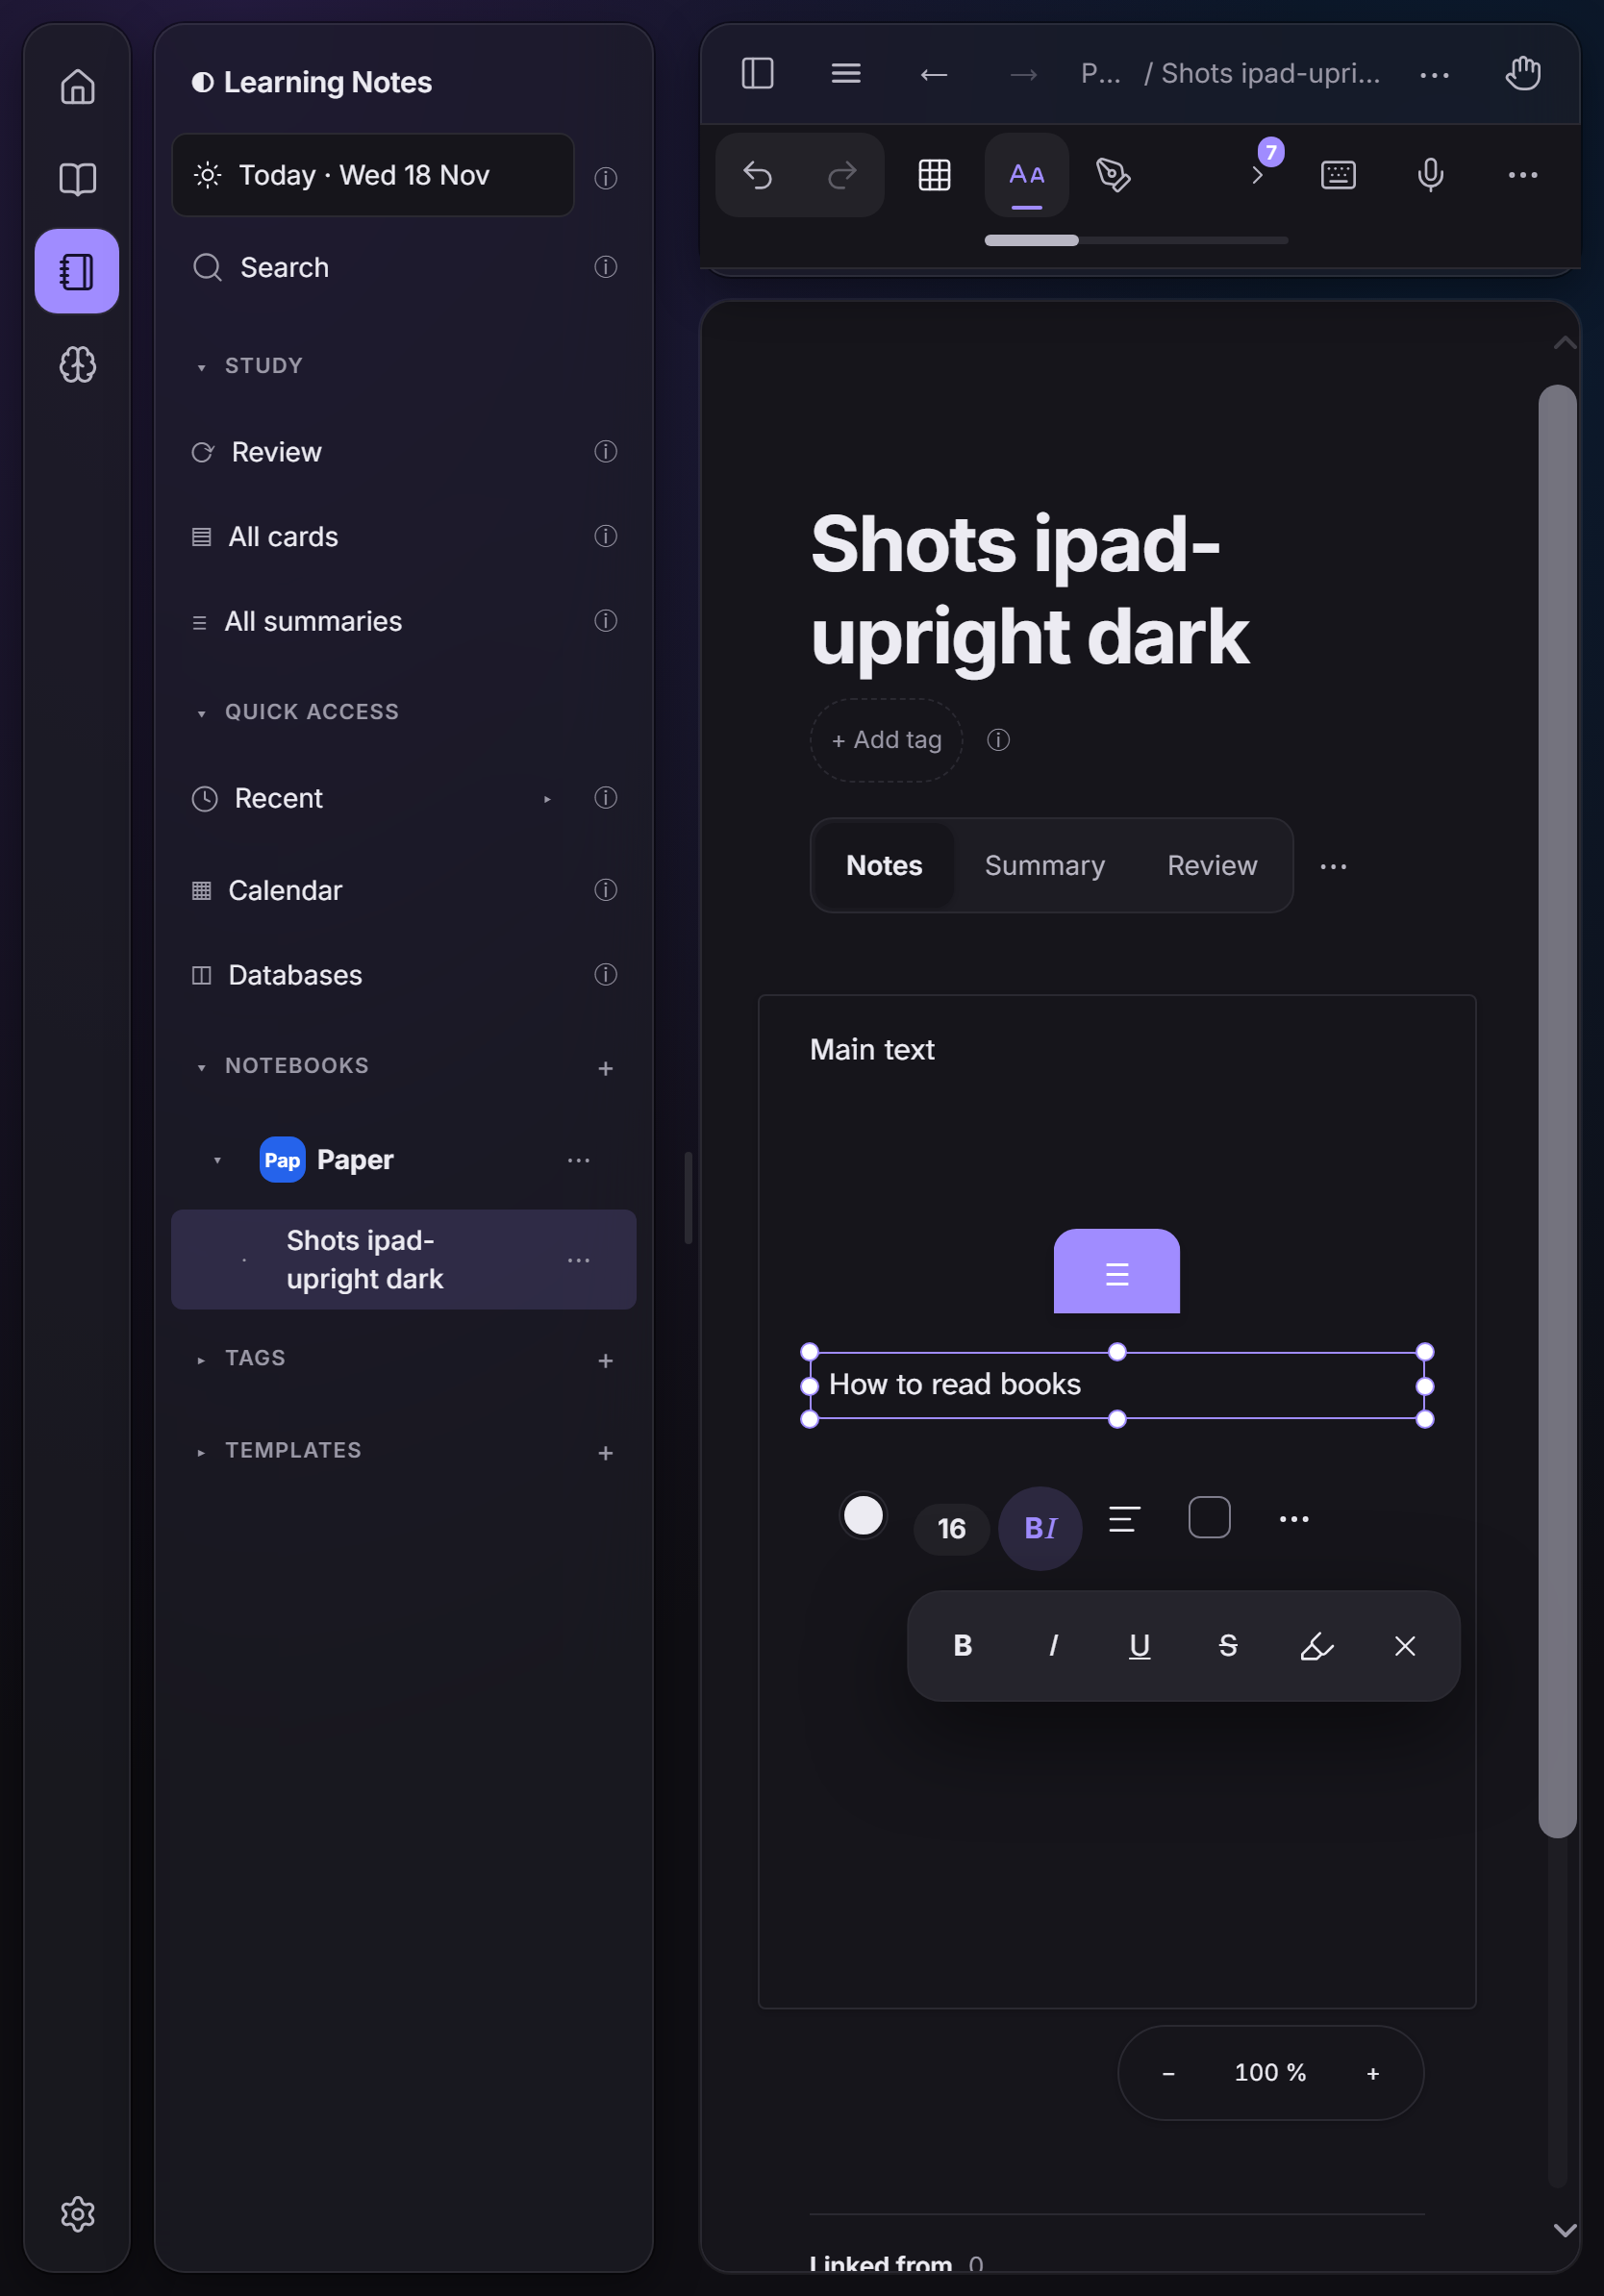 Learning Notes
Today · Wed 18 Nov
Search
STUDY
Review
All cards
All summaries
QUICK ACCESS
Recent
Calendar
Databases
NOTEBOOKS
+
Pap Paper
Shots ipad-
upright dark
TAGS
+
TEMPLATES
+
P... / Shots ipad-upri...
AA
7
Shots ipad-
upright dark
+ Add tag
Notes Summary Review
Main text
How to read books
16 BI
B I U S
− 100 % +
Linked from 0